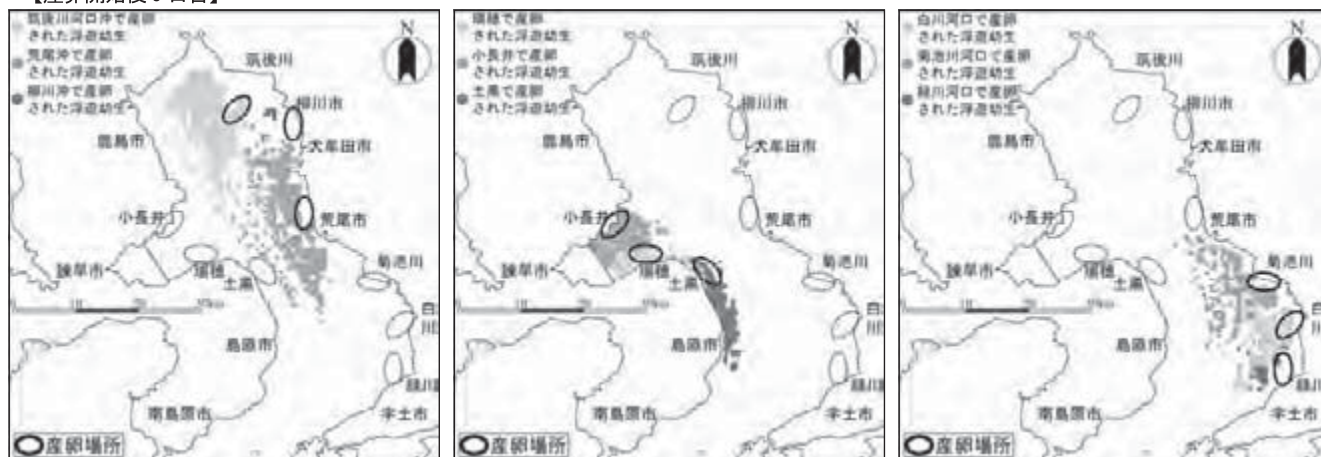 筑後川河口沖で産卵
された浮遊幼生
荒尾沖で産卵
された浮遊幼生
柳川沖で産卵
された浮遊幼生
N
筑後川
柳川市
鹿島市
大牟田市
小長井
荒尾市
諫早市
瑞穂
土黒
菊池川
島原市
南島原市
宇土市
産卵場所
瑞穂で産卵
された浮遊幼生
小長井で産卵
された浮遊幼生
土黒で産卵
された浮遊幼生
N
筑後川
柳川市
鹿島市
大牟田市
小長井
荒尾市
諫早市
瑞穂
土黒
菊池川
島原市
南島原市
宇土市
産卵場所
白川河口で産卵
された浮遊幼生
菊池川河口で産卵
された浮遊幼生
緑川河口で産卵
された浮遊幼生
N
筑後川
柳川市
鹿島市
大牟田市
小長井
荒尾市
諫早市
瑞穂
土黒
菊池川
島原市
南島原市
宇土市
産卵場所